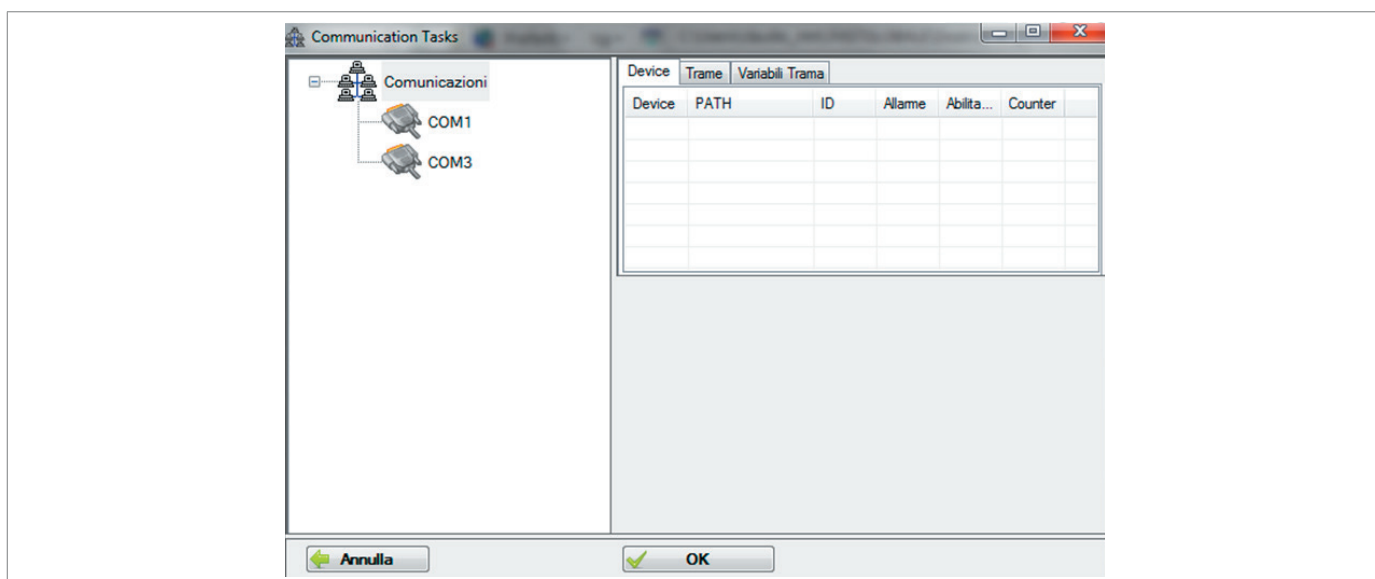 Communication Tasks
Comunicazioni
COM1
COM3
Device Trame Variabili Trama
Device PATH ID Allarme Abilita... Counter
Annulla OK